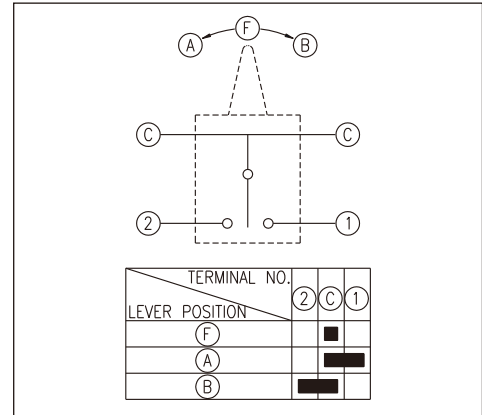 A F B
C C
2 1
TERMINAL NO.
LEVER POSITION
2 C 1
F
A
B